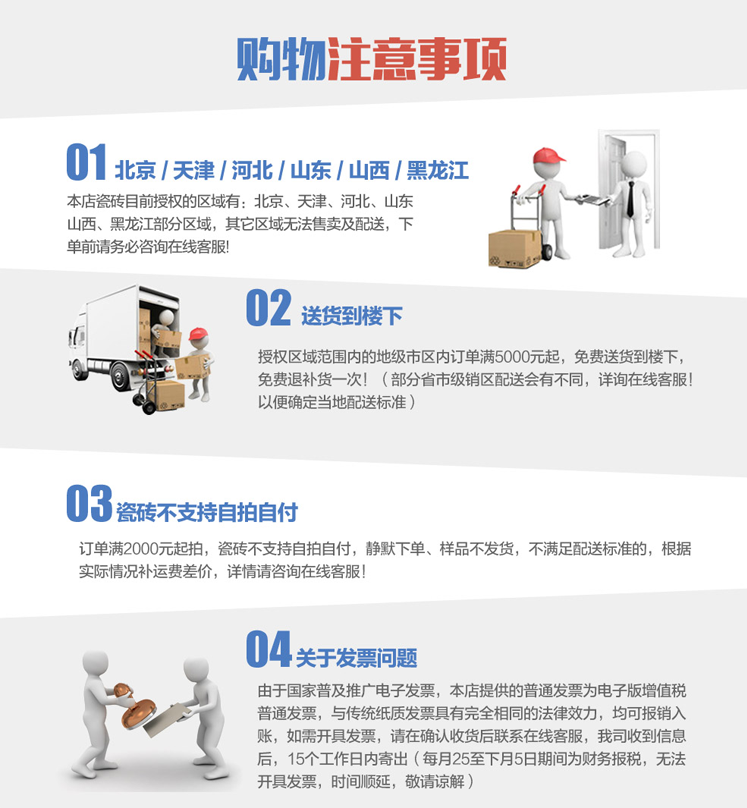 购物注意事项
01 北京 / 天津 / 河北 / 山东 / 山西 / 黑龙江
本店瓷砖目前授权的区域有：北京、天津、河北、山东
山西、黑龙江部分区域，其它区域无法售卖及配送，下
单前请务必咨询在线客服!
02 送货到楼下
授权区域范围内的地级市区内订单满5000元起，免费送货到楼下，
免费退补货一次!（部分省市级销区配送会有不同，详询在线客服!
以便确定当地配送标准）
03 瓷砖不支持自拍自付
订单满2000元起拍，瓷砖不支持自拍自付，静默下单、样品不发货，不满足配送标准的，根据
实际情况补运费差价，详情请咨询在线客服!
04 关于发票问题
由于国家普及推广电子发票，本店提供的普通发票为电子版增值税
普通发票，与传统纸质发票具有完全相同的法律效力，均可报销入
账，如需开具发票，请在确认收货后联系在线客服，我司收到信息
后，15个工作日内寄出（每月25至下月5日期间为财务报税，无法
开具发票，时间顺延，敬请谅解）